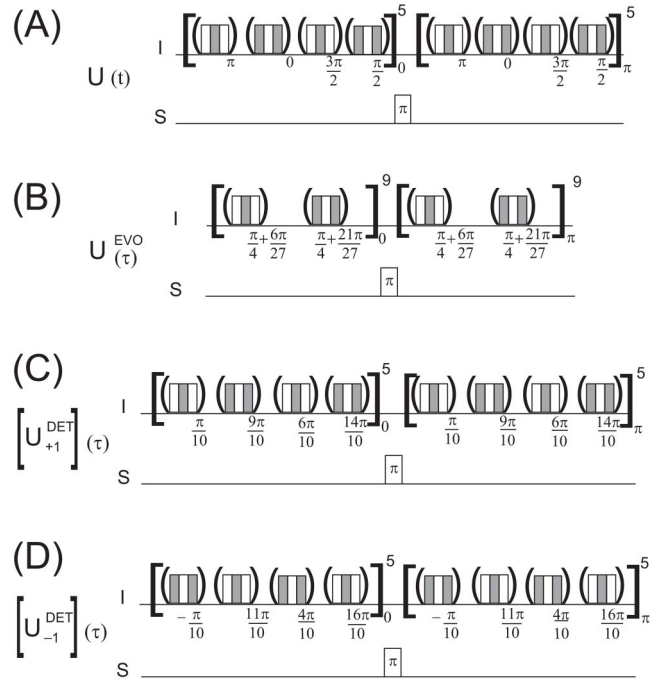 (A)
5 5
I
π 0 3π/2 π/2 0 π 0 3π/2 π/2 π
U (t)
π
S
(B)
9 9
I
π/4+6π/27 π/4+21π/27 0 π/4+6π/27 π/4+21π/27 π
U EVO (τ)
π
S
(C)
5 5
I
π/10 9π/10 6π/10 14π/10 0 π/10 9π/10 6π/10 14π/10 π
[U DET +1] (τ)
π
S
(D)
5 5
I
−π/10 11π/10 4π/10 16π/10 0 −π/10 11π/10 4π/10 16π/10 π
[U DET −1] (τ)
π
S